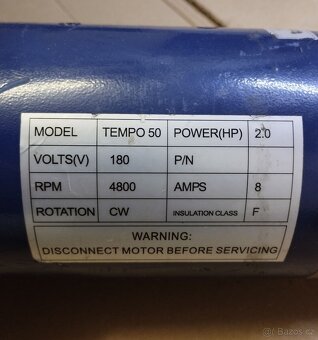 MODEL TEMPO 50 POWER(HP) 2.0
VOLTS(V) 180 P/N
RPM 4800 AMPS 8
ROTATION CW INSULATION CLASS F
WARNING:
DISCONNECT MOTOR BEFORE SERVICING
Bazoš.cz